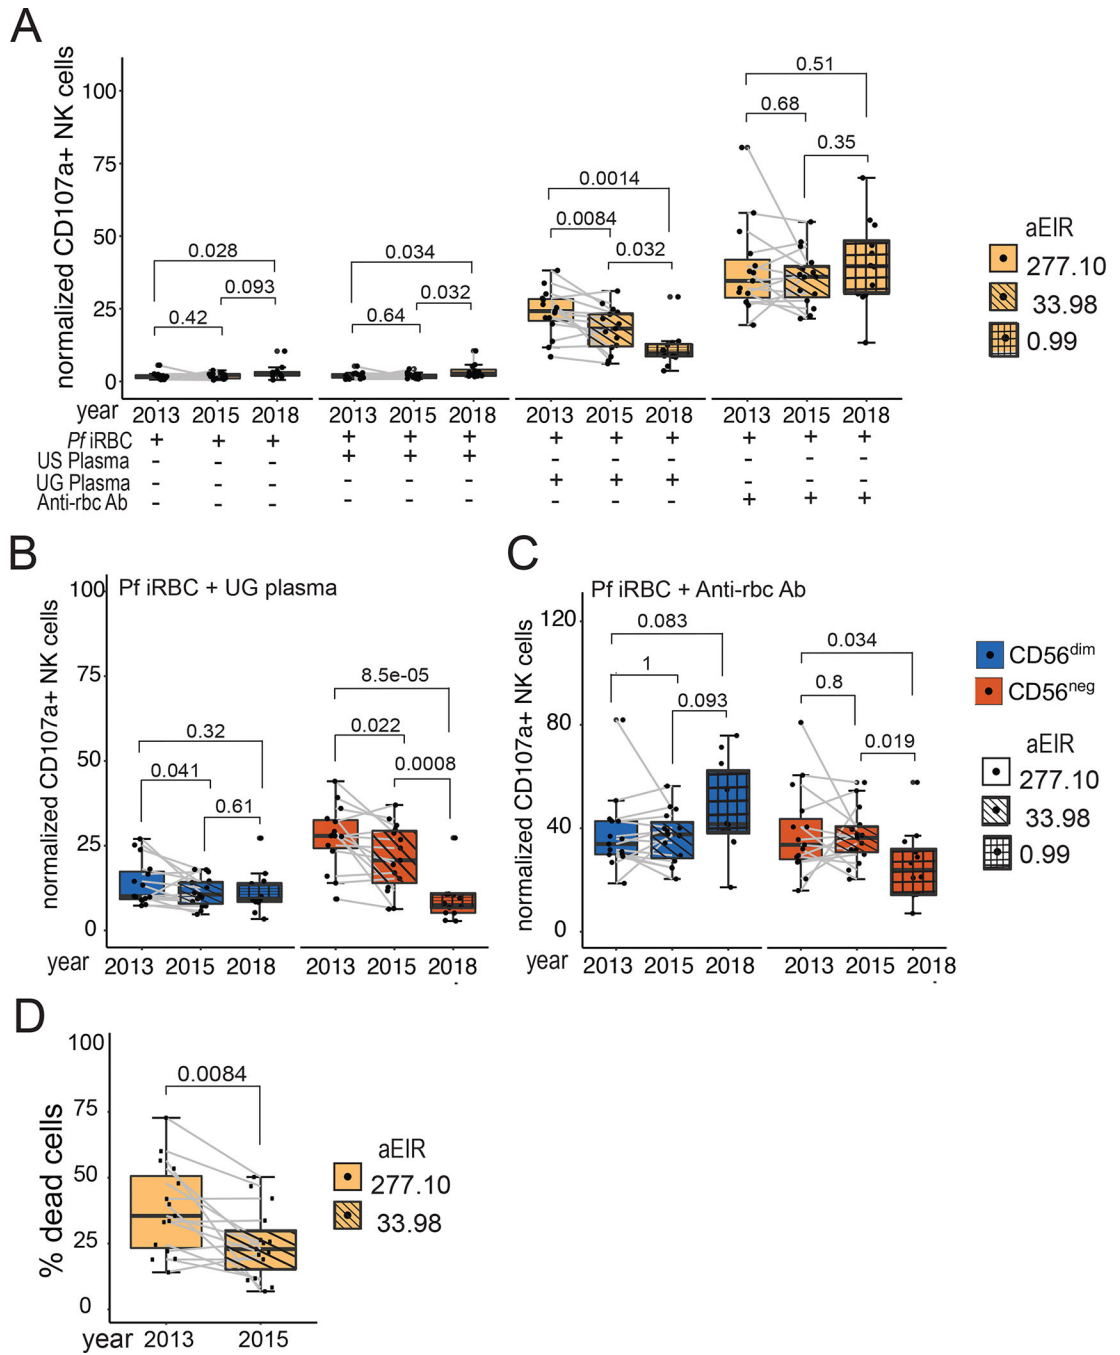 A
normalized CD107a+ NK cells
100
75
50
25
0
0.028
0.093
0.42
0.034
0.032
0.64
0.0014
0.0084
0.032
0.51
0.68
0.35
aEIR
277.10
33.98
0.99
year 2013 2015 2018 2013 2015 2018 2013 2015 2018 2013 2015 2018
Pf iRBC + + + + + + + + + + + +
US Plasma - - - + + + - - - - - -
UG Plasma - - - - - - + + + - - -
Anti-rbc Ab - - - - - - - - - + + +
B
Pf iRBC + UG plasma
normalized CD107a+ NK cells
100
75
50
25
0
0.32
0.041
0.61
8.5e-05
0.022
0.0008
year 2013 2015 2018 2013 2015 2018
C
Pf iRBC + Anti-rbc Ab
normalized CD107a+ NK cells
120
80
40
0
0.083
1
0.093
0.034
0.8
0.019
year 2013 2015 2018 2013 2015 2018
CD56dim
CD56neg
aEIR
277.10
33.98
0.99
D
% dead cells
100
75
50
25
0
0.0084
year 2013 2015
aEIR
277.10
33.98